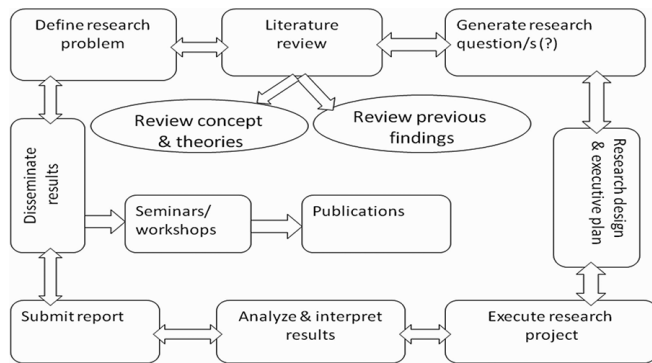 Define research
problem
Literature
review
Generate research
question/s (?)
Review concept
& theories
Review previous
findings
Disseminate
results
Seminars/
workshops
Publications
Research design
& executive plan
Submit report
Analyze & interpret
results
Execute research
project